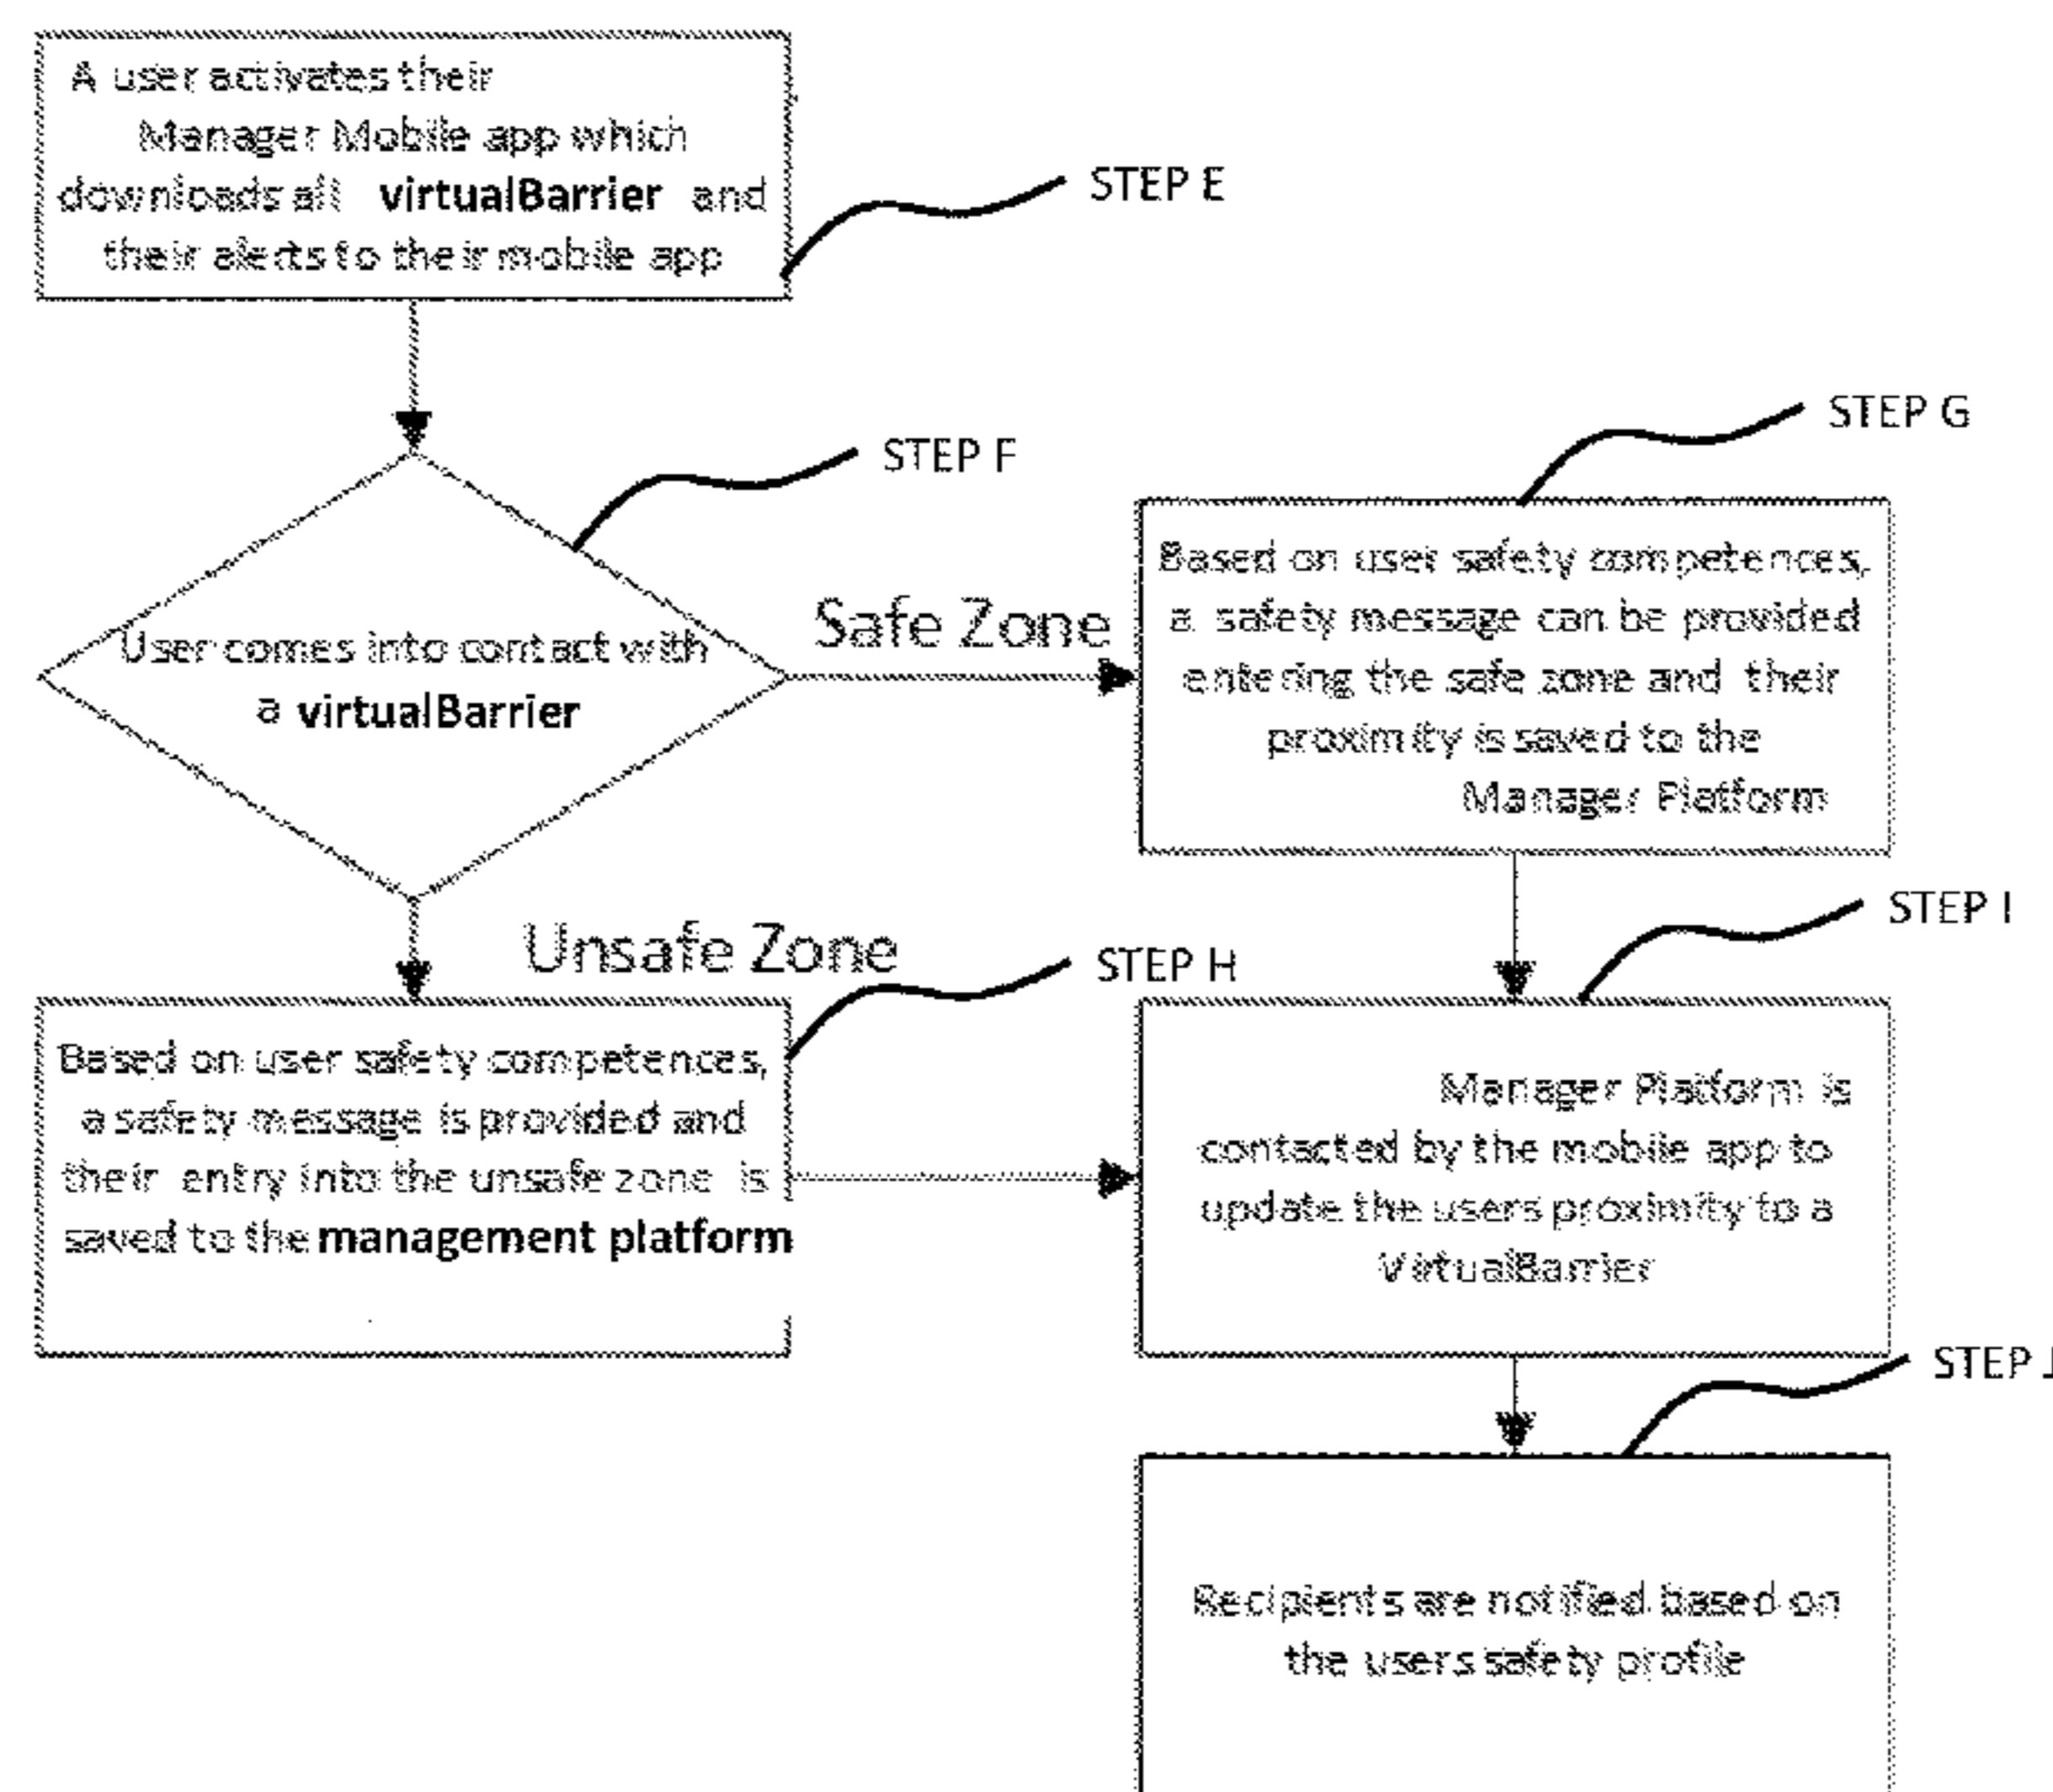 A user activates their
Manager Mobile app which
downloads all virtualBarrier and
their alerts to their mobile app
STEP E
STEP F
User comes into contact with
a virtualBarrier
Safe Zone
STEP G
Based on user safety competences,
a safety message can be provided
entering the safe zone and their
proximity is saved to the
Manager Platform
Unsafe Zone
STEP H
Based on user safety competences,
a safety message is provided and
their entry into the unsafe zone is
saved to the management platform
STEP I
Manager Platform is
contacted by the mobile app to
update the users proximity to a
VirtualBarrier
STEP J
Recipients are notified based on
the users safety profile